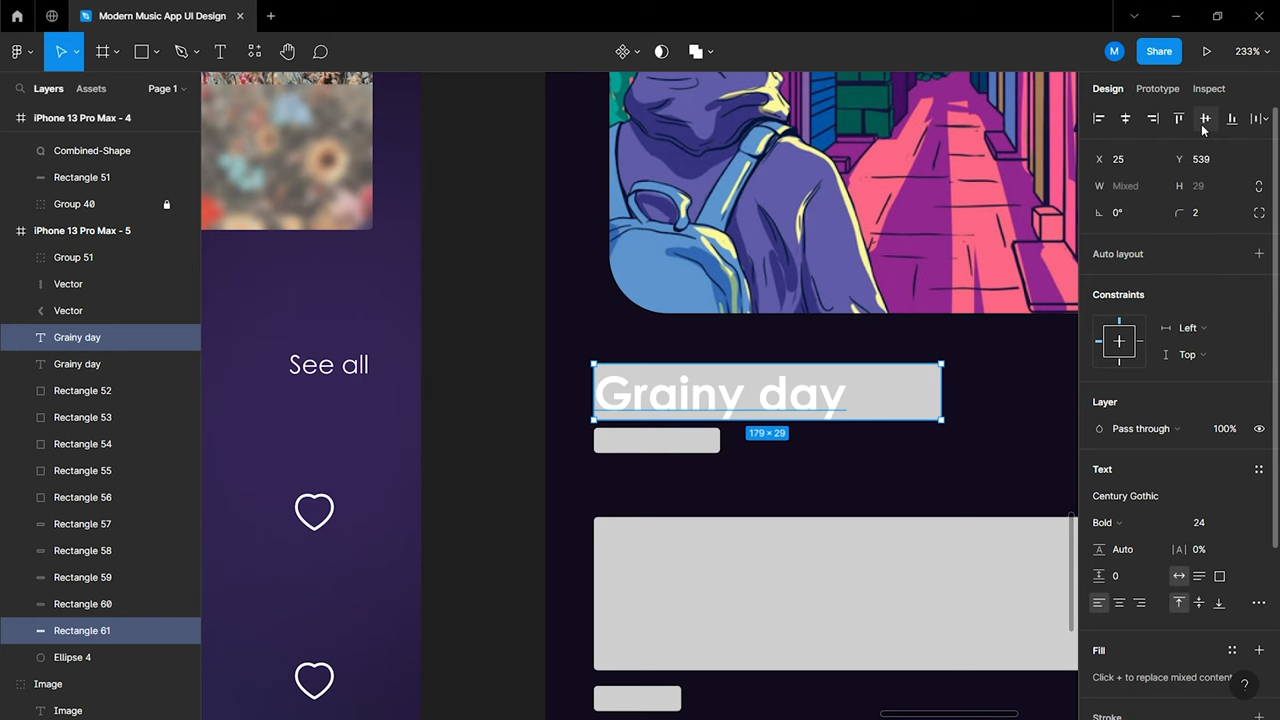 Modern Music App UI Design
M
Share
233%
Layers
Assets
Page 1
iPhone 13 Pro Max - 4
Combined-Shape
Rectangle 51
Group 40
iPhone 13 Pro Max - 5
Group 51
Vector
Vector
Grainy day
Grainy day
Rectangle 52
Rectangle 53
Rectangle 54
Rectangle 55
Rectangle 56
Rectangle 57
Rectangle 58
Rectangle 59
Rectangle 60
Rectangle 61
Ellipse 4
Image
Image
See all
Grainy day
179 × 29
Design
Prototype
Inspect
X 25
Y 539
W Mixed
H 29
0°
2
Auto layout
Constraints
Left
Top
Layer
Pass through
100%
Text
Century Gothic
Bold
24
Auto
|A| 0%
0
Fill
Click + to replace mixed content
?
Stroke